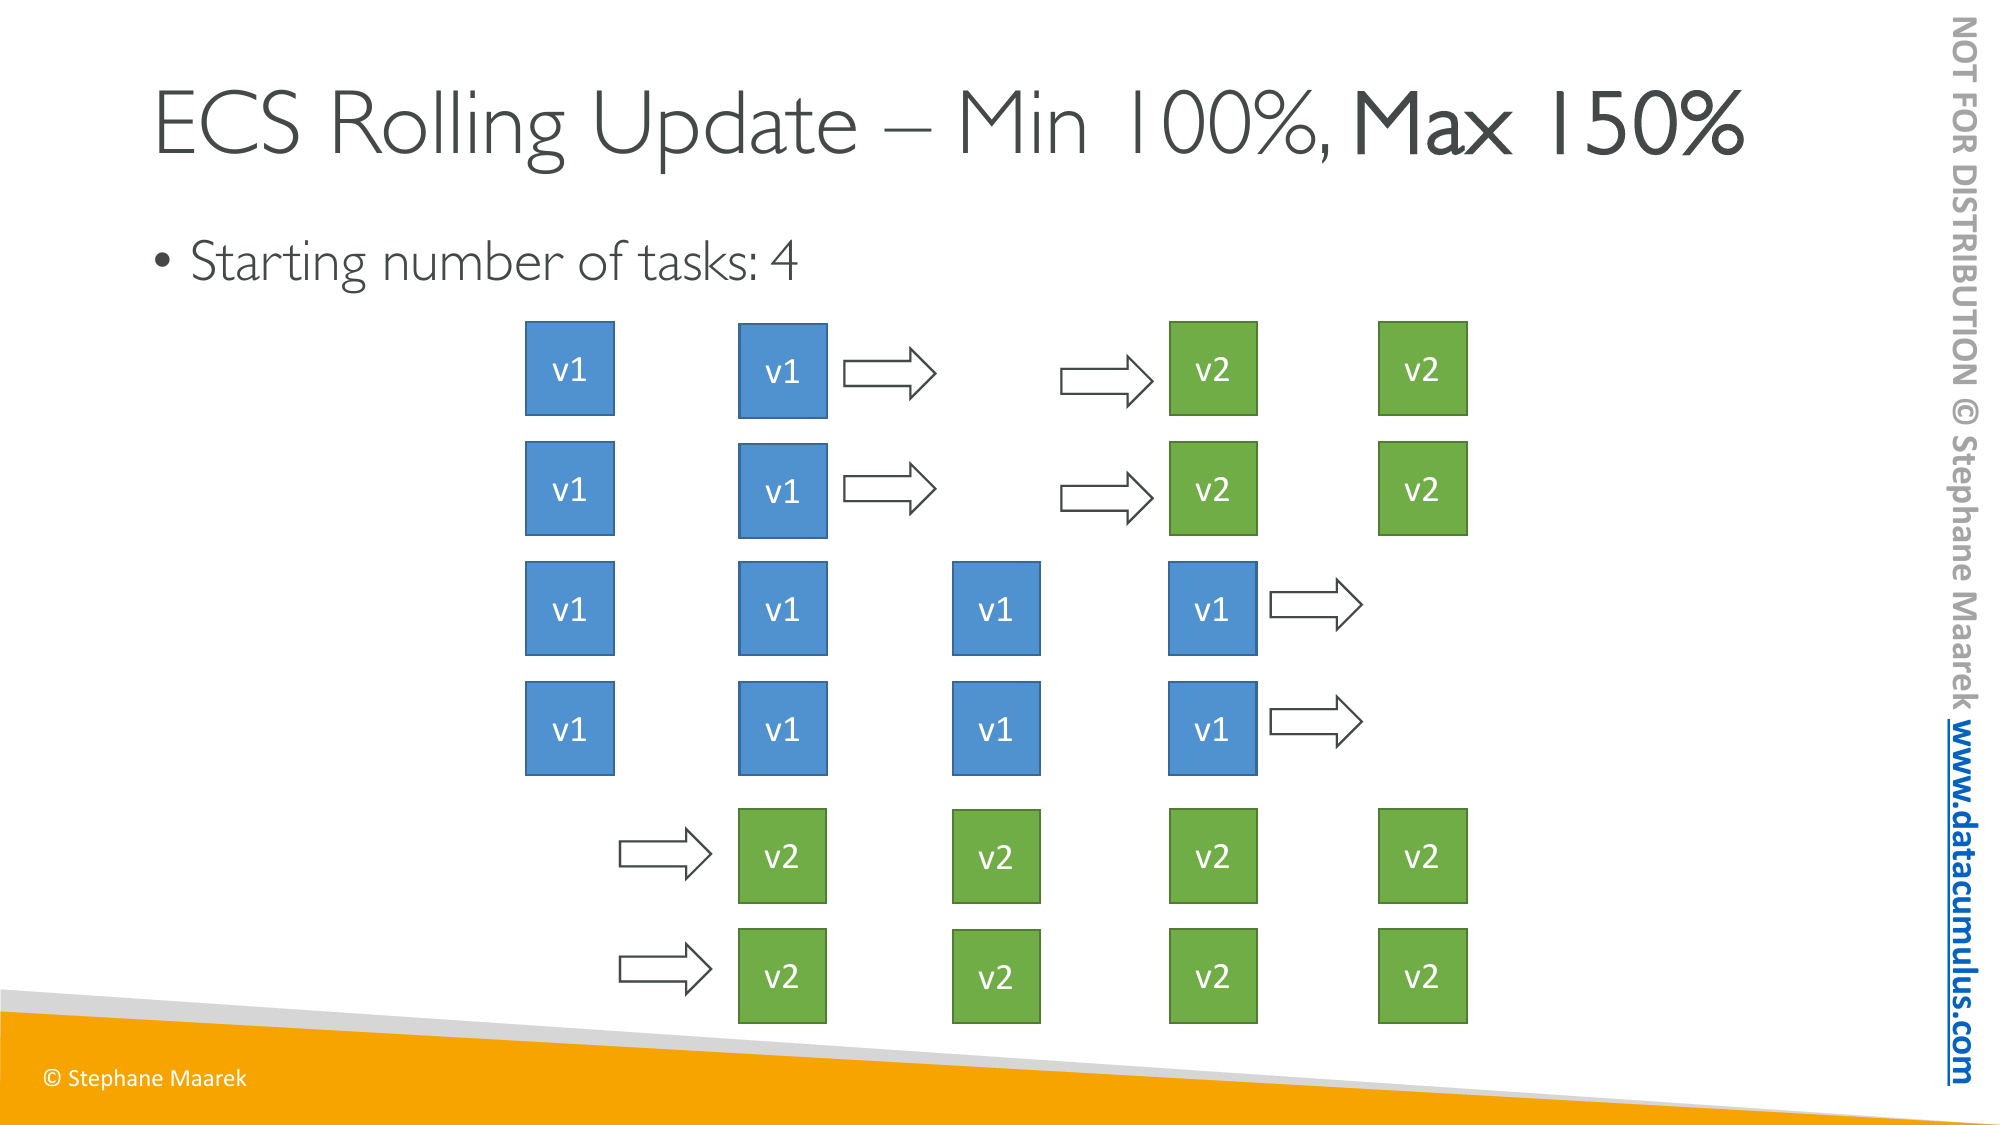 ECS Rolling Update – Min 100%, Max 150%
• Starting number of tasks: 4
v1 v1 v2 v2
v1 v1 v2 v2
v1 v1 v1 v1
v1 v1 v1 v1
v2 v2 v2 v2
v2 v2 v2 v2
© Stephane Maarek
NOT FOR DISTRIBUTION © Stephane Maarek www.datacumulus.com